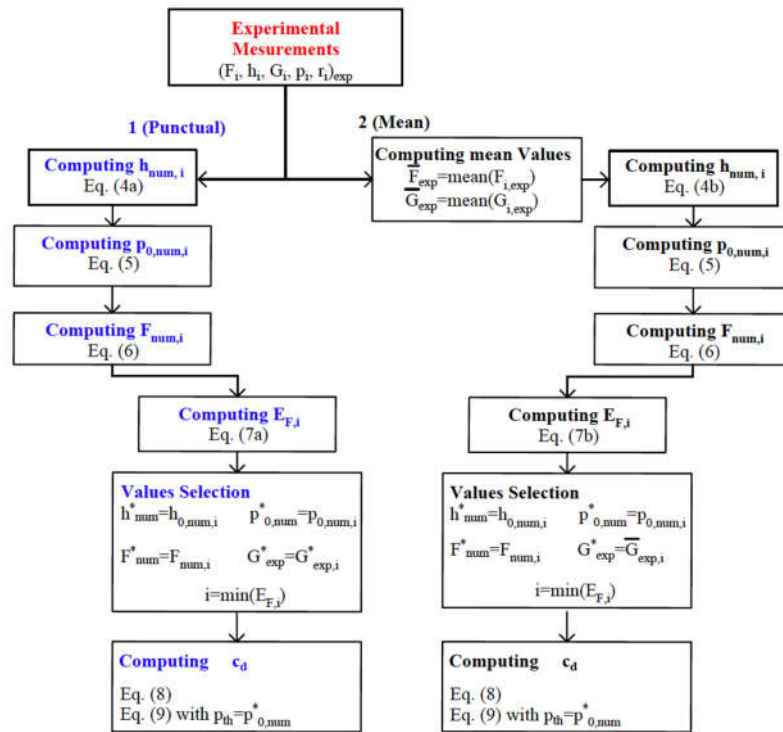 Experimental
Mesurements
(Fᵢ, hᵢ, Gᵢ, pᵢ, rᵢ)exp
1 (Punctual)
2 (Mean)
Computing h_num, i
Eq. (4a)
Computing mean Values
F̅exp=mean(Fi,exp)
G̅exp=mean(Gi,exp)
Computing h_num, i
Eq. (4b)
Computing p0,num,i
Eq. (5)
Computing p0,num,i
Eq. (5)
Computing Fnum,i
Eq. (6)
Computing Fnum,i
Eq. (6)
Computing EF,i
Eq. (7a)
Computing EF,i
Eq. (7b)
Values Selection
h*num=h0,num,i p*0,num=p0,num,i
F*num=Fnum,i G*exp=G*exp,i
i=min(EF,i)
Values Selection
h*num=h0,num,i p*0,num=p0,num,i
F*num=Fnum,i G*exp=G̅exp,i
i=min(EF,i)
Computing cd
Eq. (8)
Eq. (9) with pth=p*0,num
Computing cd
Eq. (8)
Eq. (9) with pth=p*0,num